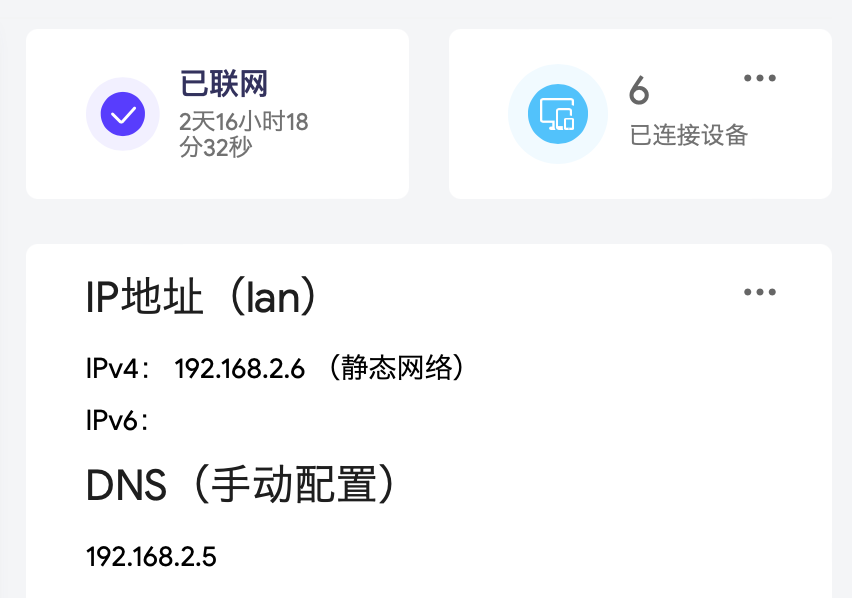 已联网
2天16小时18
分32秒
6
已连接设备
IP地址（lan）
IPv4： 192.168.2.6 （静态网络）
IPv6：
DNS（手动配置）
192.168.2.5